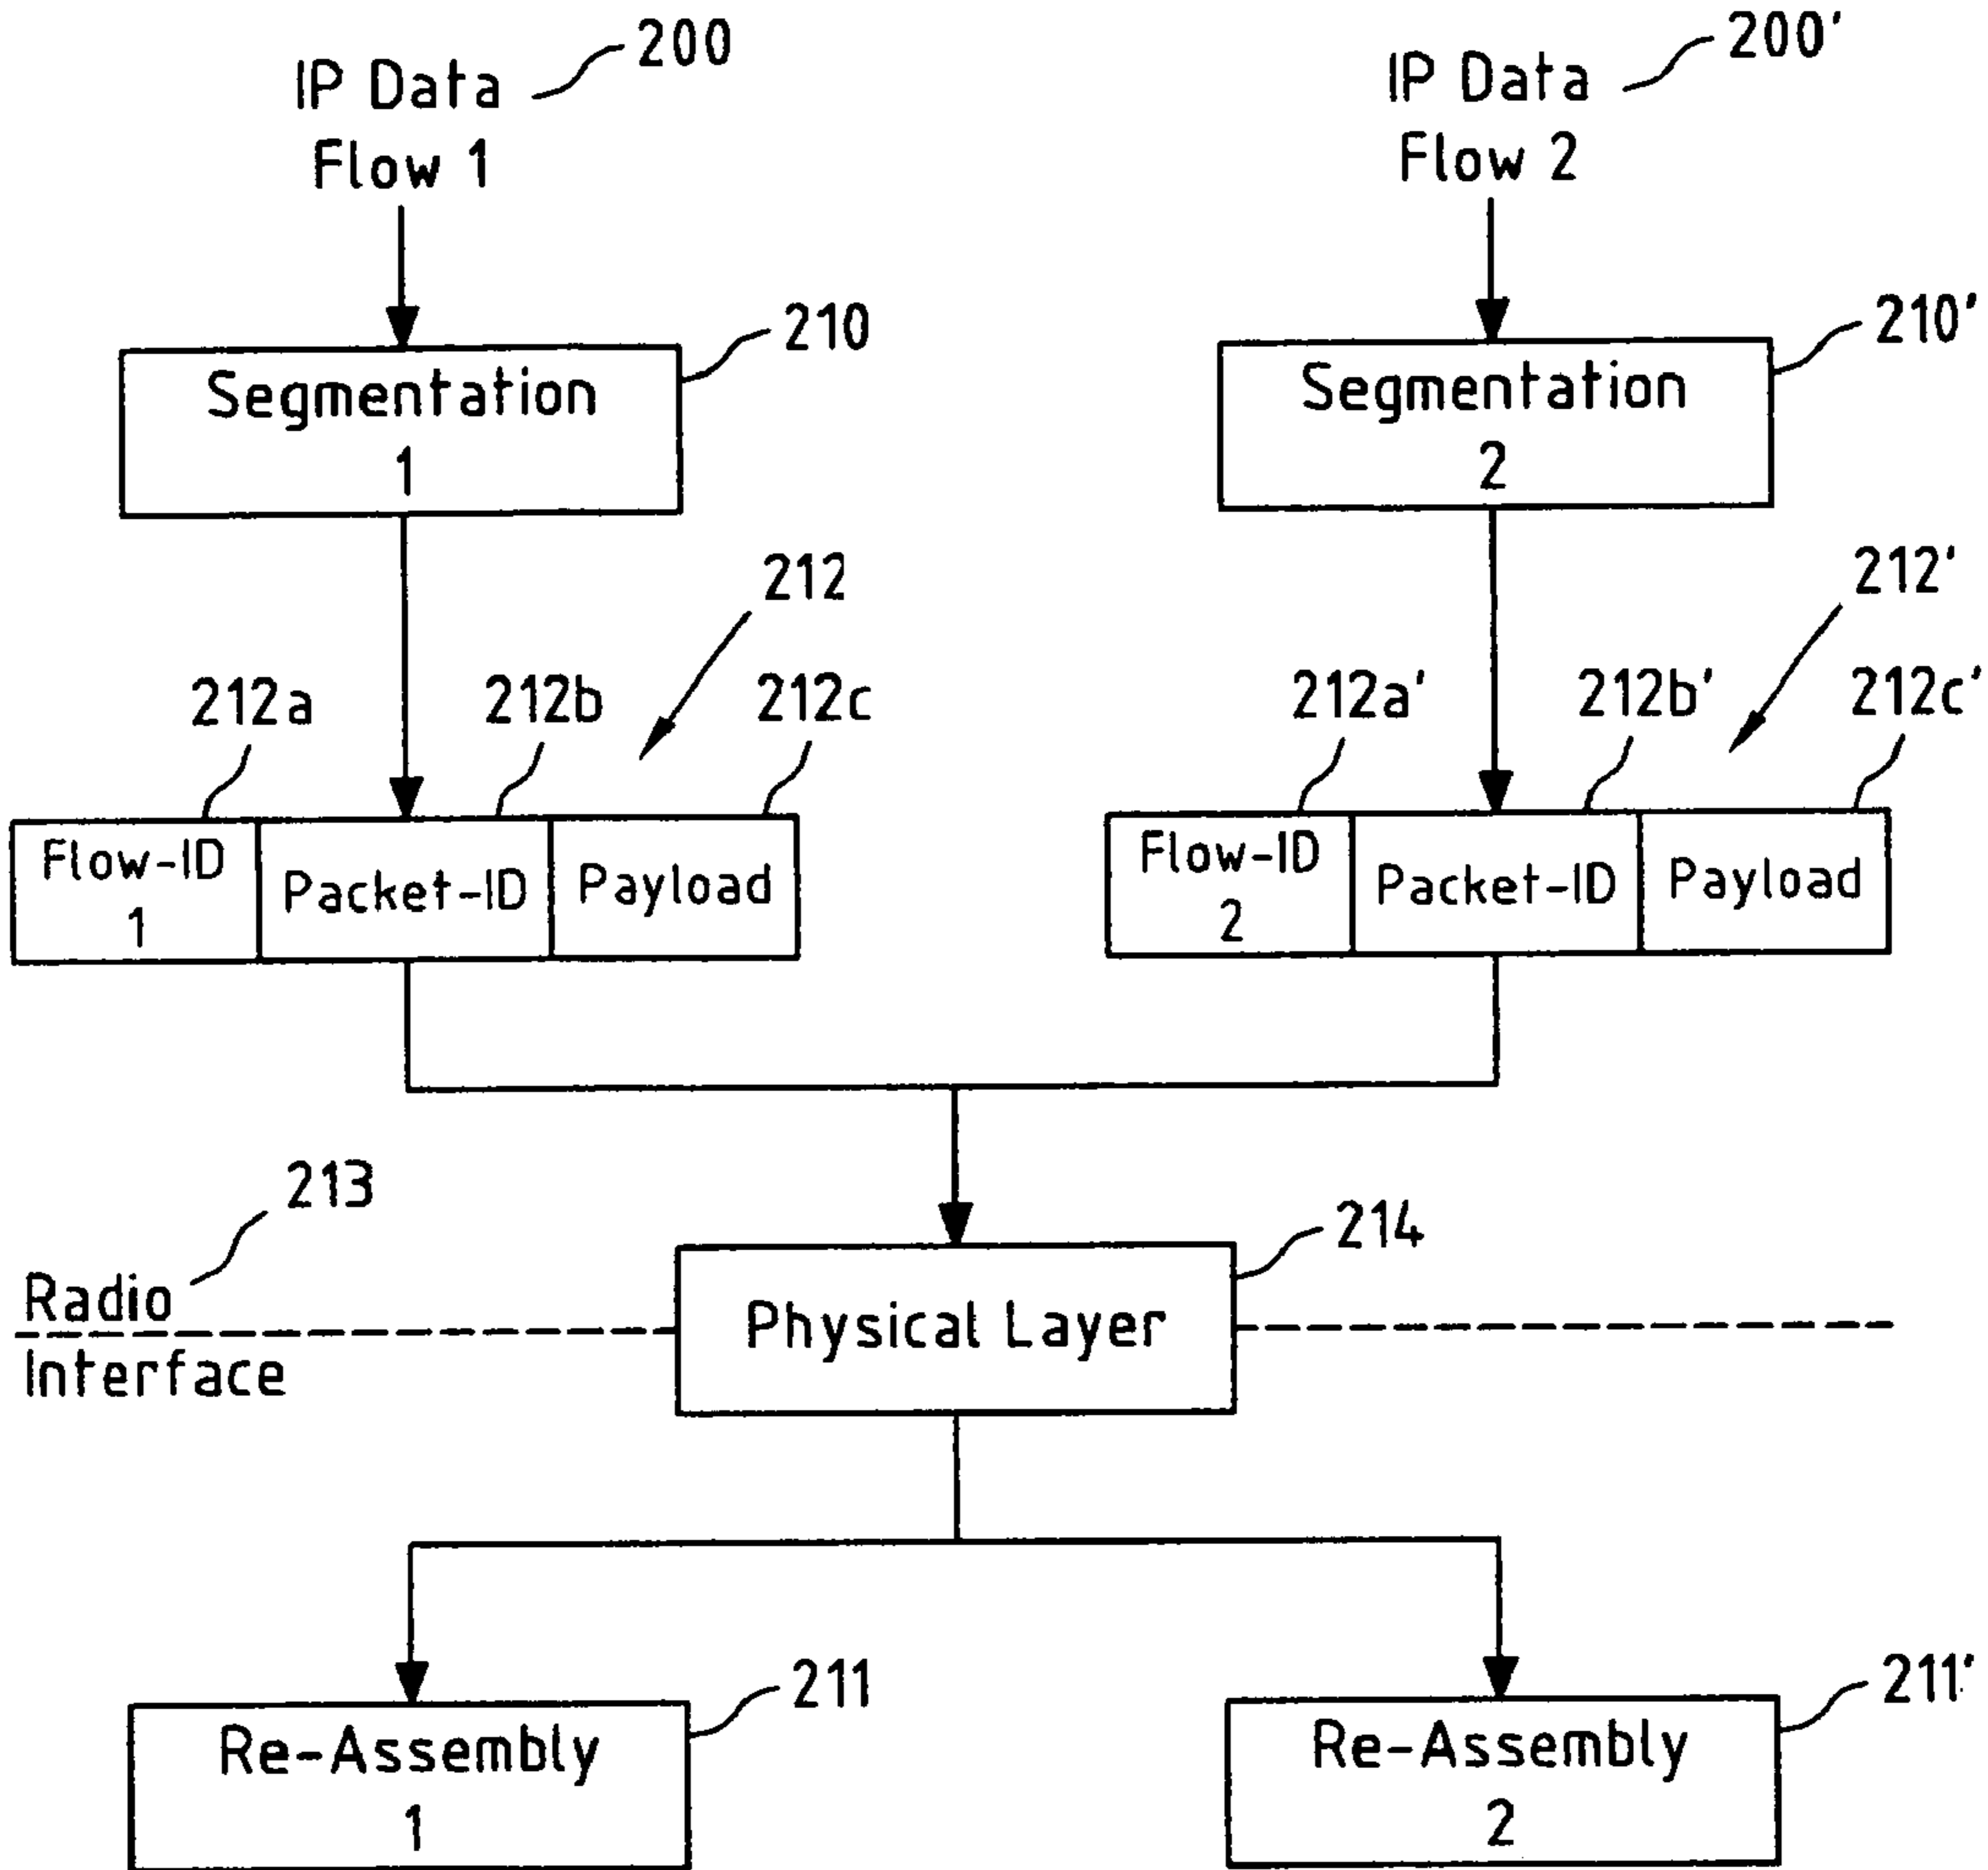 200
IP Data
Flow 1
200'
IP Data
Flow 2
210
Segmentation
1
210'
Segmentation
2
212
212'
212a
212b
212c
212a'
212b'
212c'
Flow-ID
1
Packet-ID
Payload
Flow-ID
2
Packet-ID
Payload
213
214
Radio
Interface
Physical Layer
211
211'
Re-Assembly
1
Re-Assembly
2